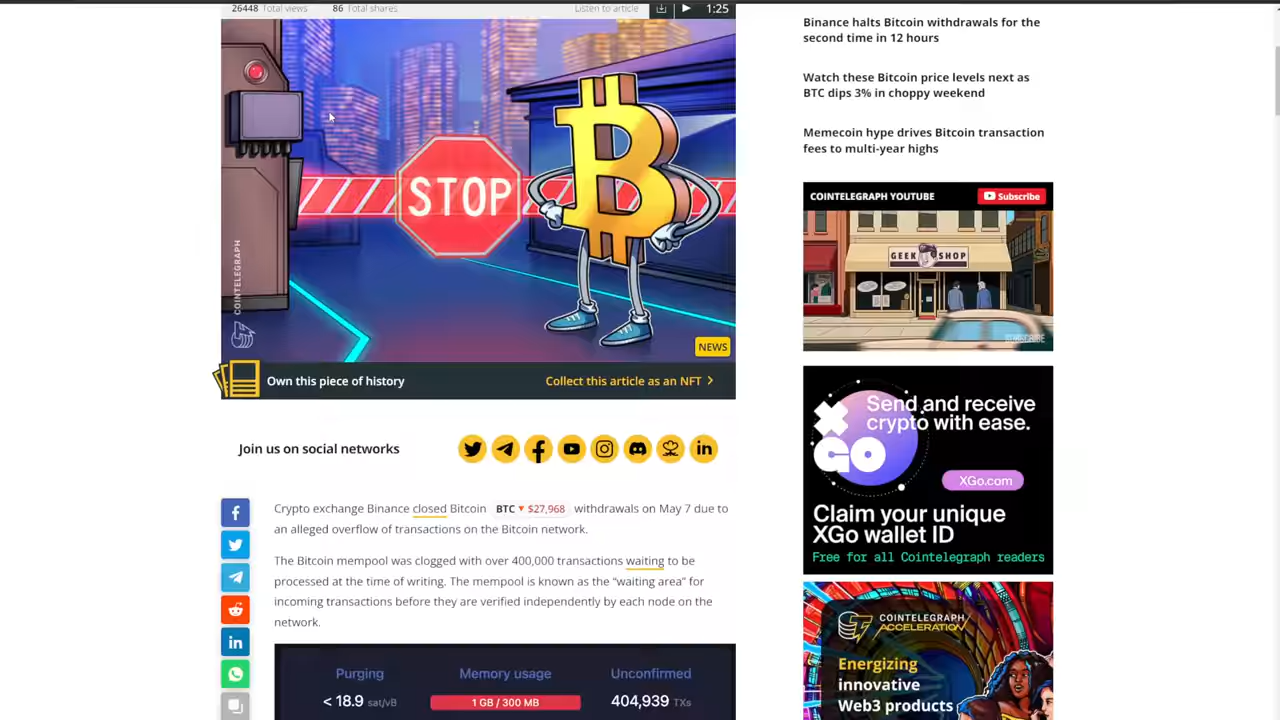 26448 Total views
86 Total shares
Listen to article
1:25
STOP
COINTELEGRAPH
NEWS
Own this piece of history
Collect this article as an NFT >
Join us on social networks
Crypto exchange Binance closed Bitcoin BTC ▼ $27,968 withdrawals on May 7 due to
an alleged overflow of transactions on the Bitcoin network.
The Bitcoin mempool was clogged with over 400,000 transactions waiting to be
processed at the time of writing. The mempool is known as the “waiting area” for
incoming transactions before they are verified independently by each node on the
network.
Purging
Memory usage
Unconfirmed
< 18.9 sat/vB
1 GB / 300 MB
404,939 TXs
Binance halts Bitcoin withdrawals for the
second time in 12 hours
Watch these Bitcoin price levels next as
BTC dips 3% in choppy weekend
Memecoin hype drives Bitcoin transaction
fees to multi-year highs
COINTELEGRAPH YOUTUBE
Subscribe
GEEK SHOP
Send and receive
crypto with ease.
X
GO
XGo.com
Claim your unique
XGo wallet ID
Free for all Cointelegraph readers
COINTELEGRAPH
ACCELERATION
Energizing
innovative
Web3 products